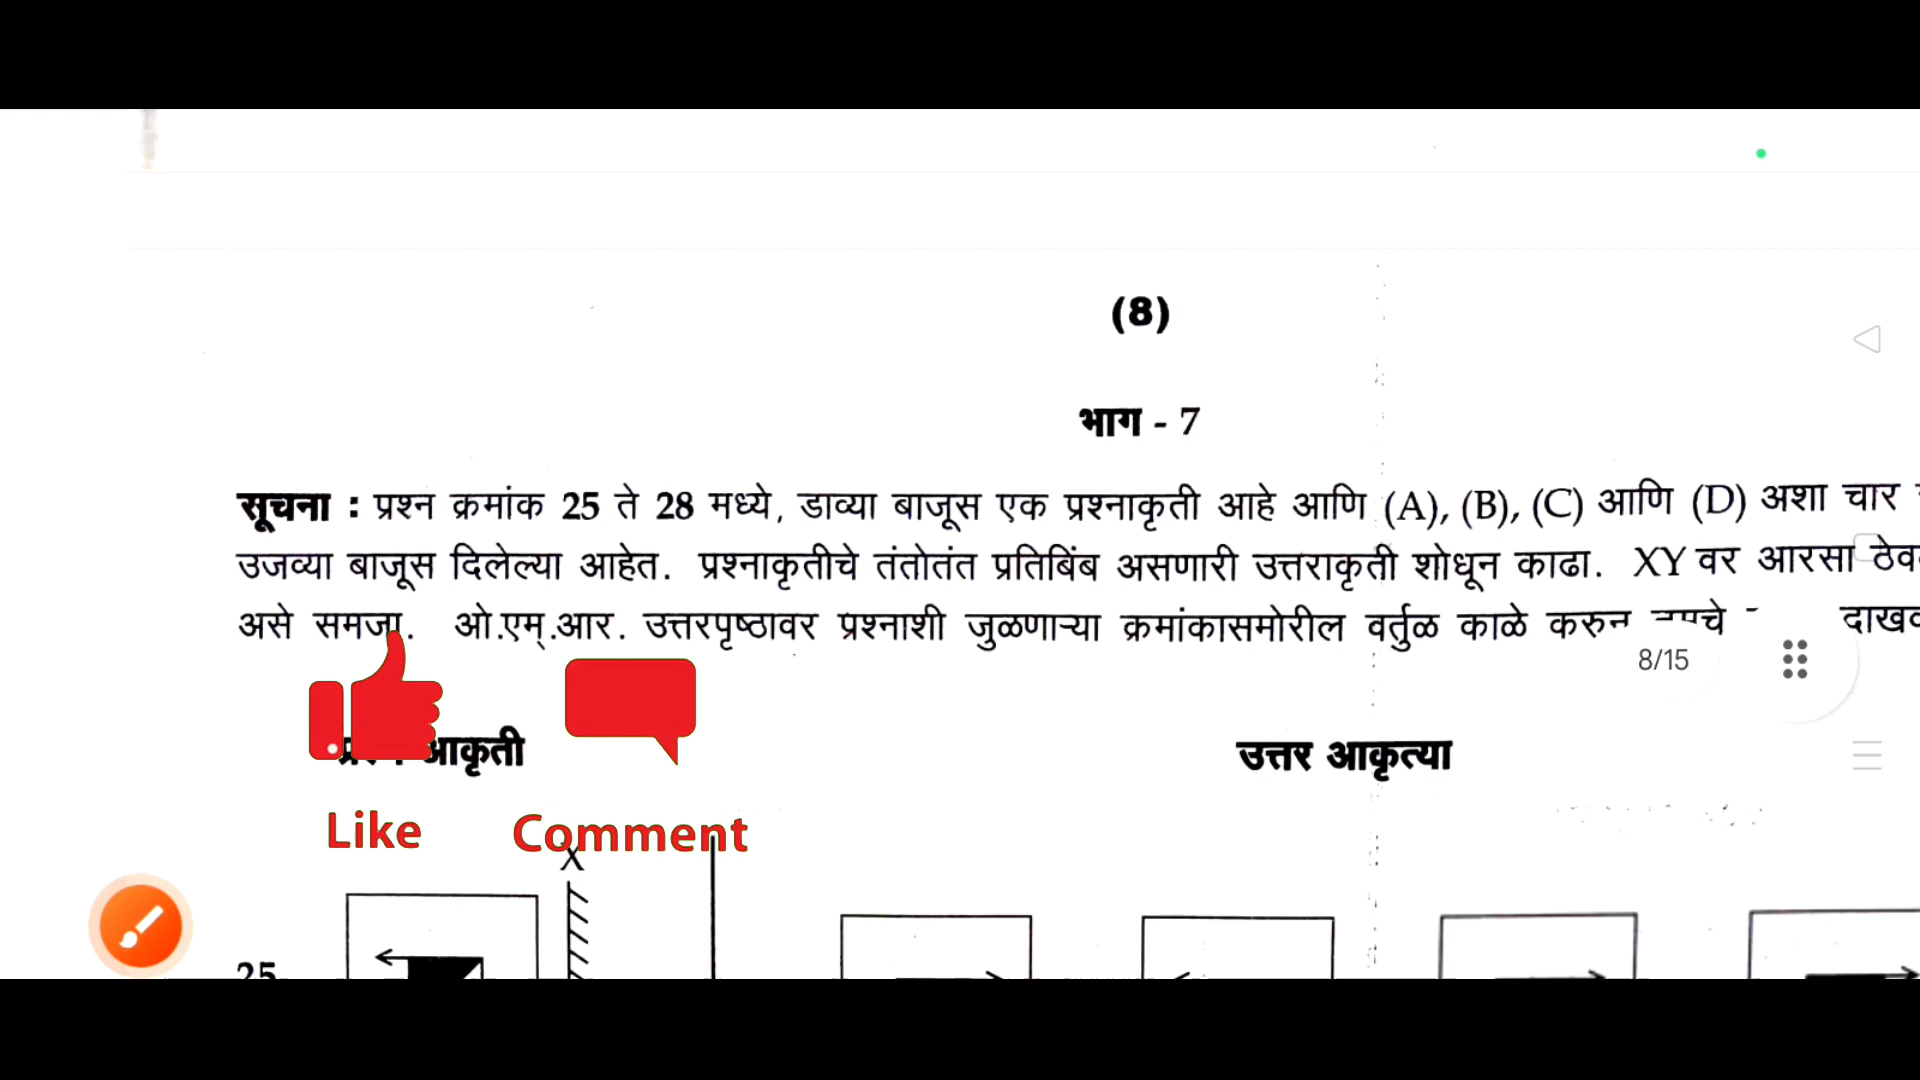 (8)
भाग - 7
सूचना : प्रश्न क्रमांक 25 ते 28 मध्ये, डाव्या बाजूस एक प्रश्नाकृती आहे आणि (A), (B), (C) आणि (D) अशा चार
उजव्या बाजूस दिलेल्या आहेत. प्रश्नाकृतीचे तंतोतंत प्रतिबिंब असणारी उत्तराकृती शोधून काढा. XY वर आरसा
असे समजा. ओ.एम्.आर. उत्तरपृष्ठावर प्रश्नाशी जुळणाऱ्या क्रमांकासमोरील वर्तुळ काळे करुन
8/15
आकृती
उत्तर आकृत्या
Like Comment
X
25